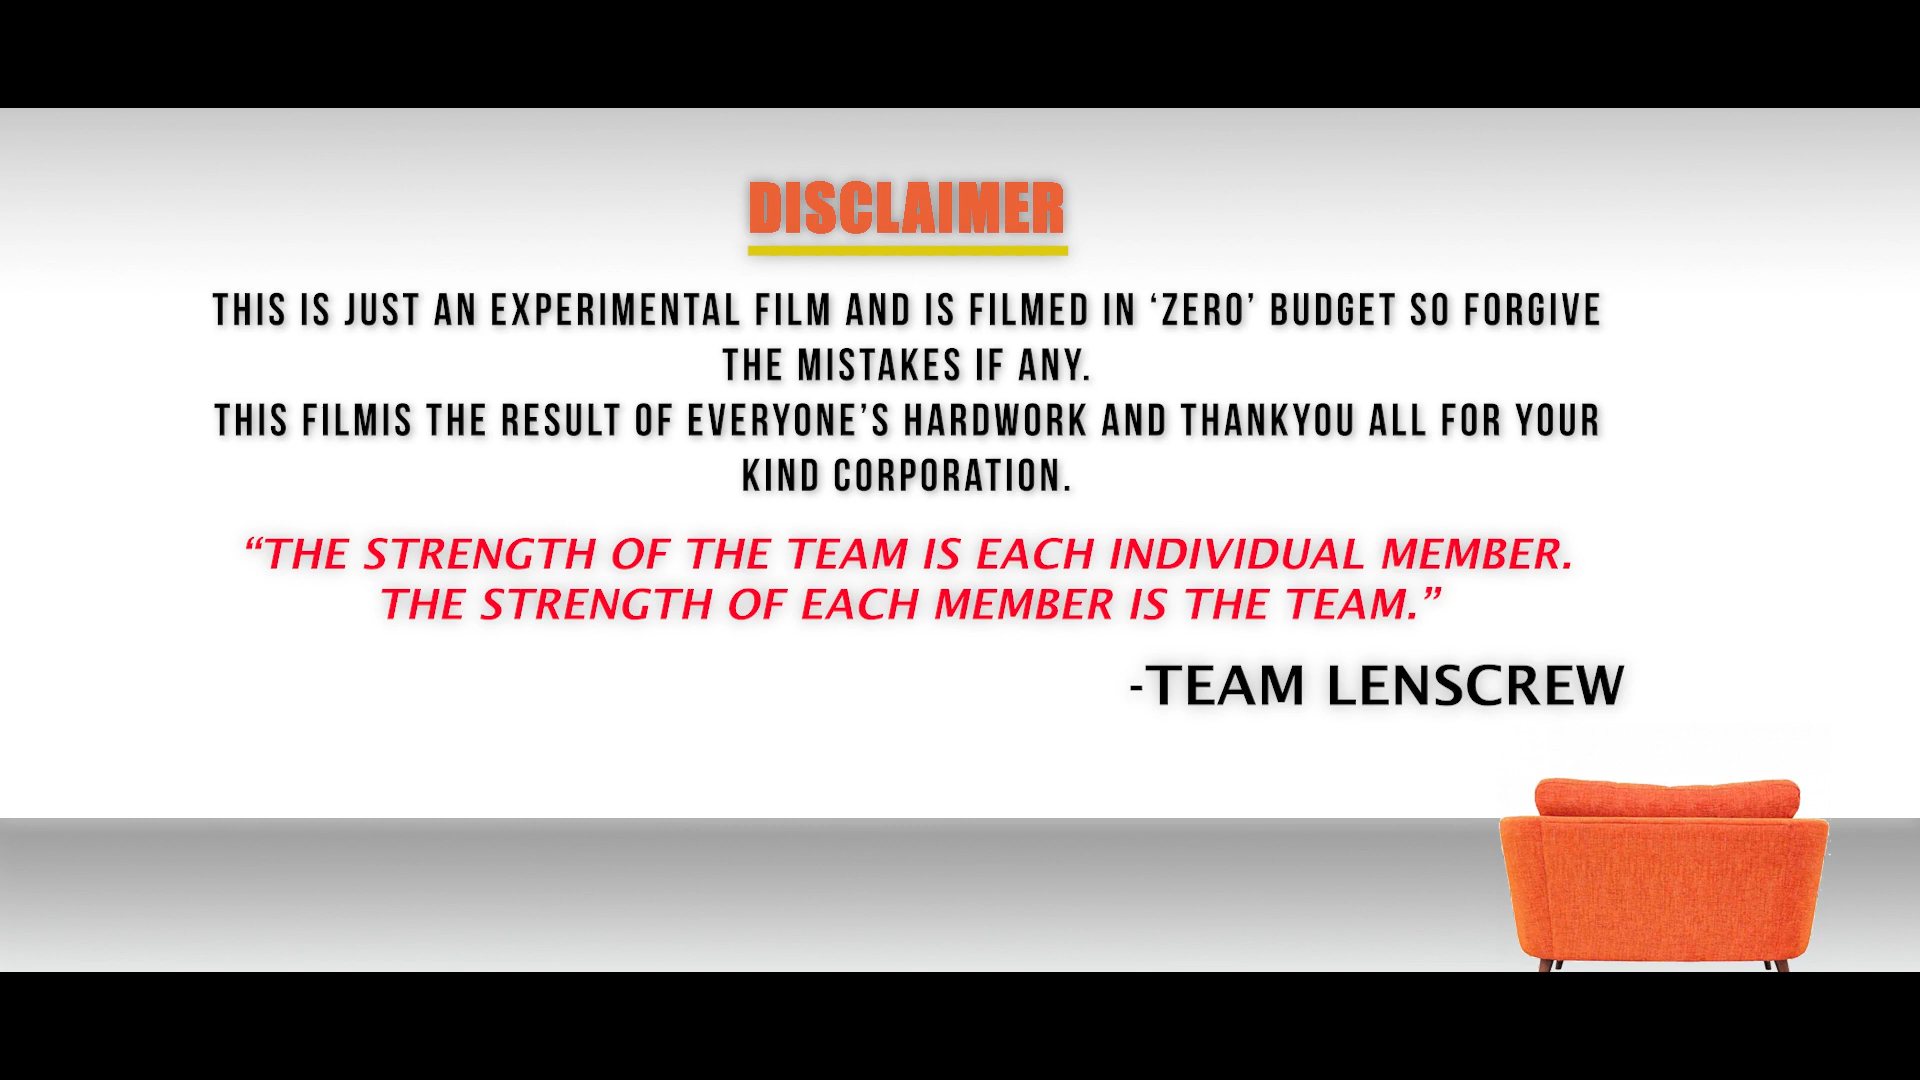 DISCLAIMER
THIS IS JUST AN EXPERIMENTAL FILM AND IS FILMED IN ‘ZERO’ BUDGET SO FORGIVE
THE MISTAKES IF ANY.
THIS FILMIS THE RESULT OF EVERYONE’S HARDWORK AND THANKYOU ALL FOR YOUR
KIND CORPORATION.
“THE STRENGTH OF THE TEAM IS EACH INDIVIDUAL MEMBER.
THE STRENGTH OF EACH MEMBER IS THE TEAM.”
-TEAM LENSCREW